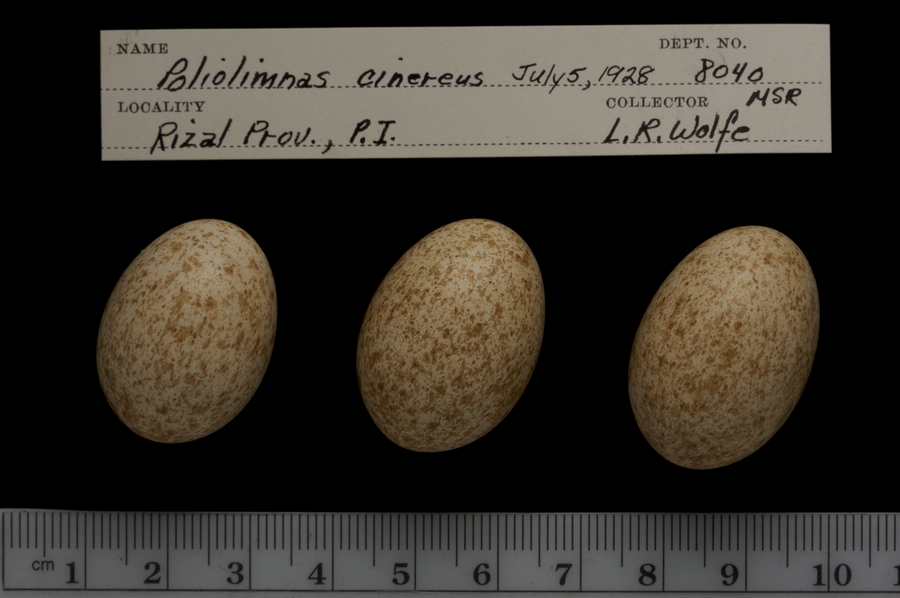 NAME DEPT. NO.
Poliolimnas cinereus July 5, 1928 8040
LOCALITY COLLECTOR MSR
Rizal Prov., P.I. L.R. Wolfe
cm 1 2 3 4 5 6 7 8 9 10 1